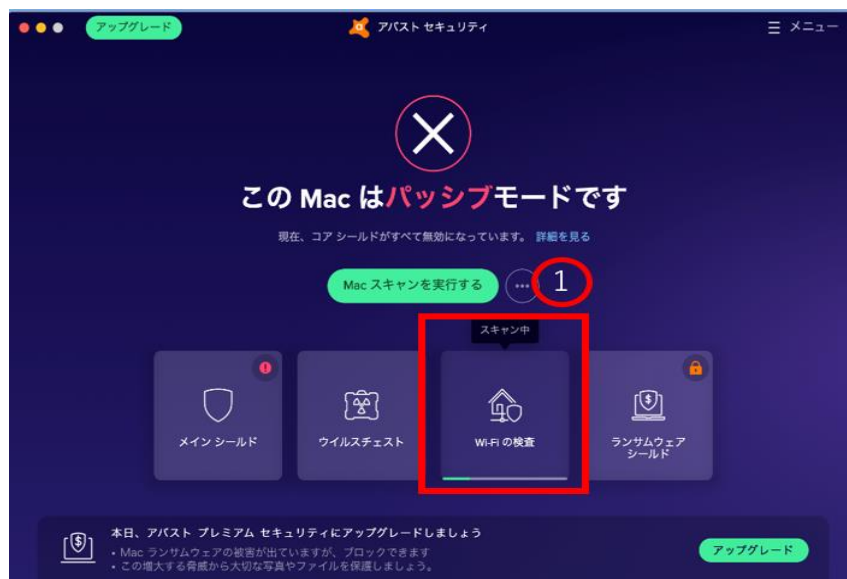 アップグレード
アバスト セキュリティ
メニュー
この Mac はパッシブモードです
現在、コア シールドがすべて無効になっています。 詳細を見る
Mac スキャンを実行する
1
スキャン中
メイン シールド
ウイルスチェスト
Wi-Fi の検査
ランサムウェア
シールド
本日、アバスト プレミアム セキュリティにアップグレードしましょう
• Mac ランサムウェアの被害が出ていますが、ブロックできます
• この増大する脅威から大切な写真やファイルを保護しましょう。
アップグレード